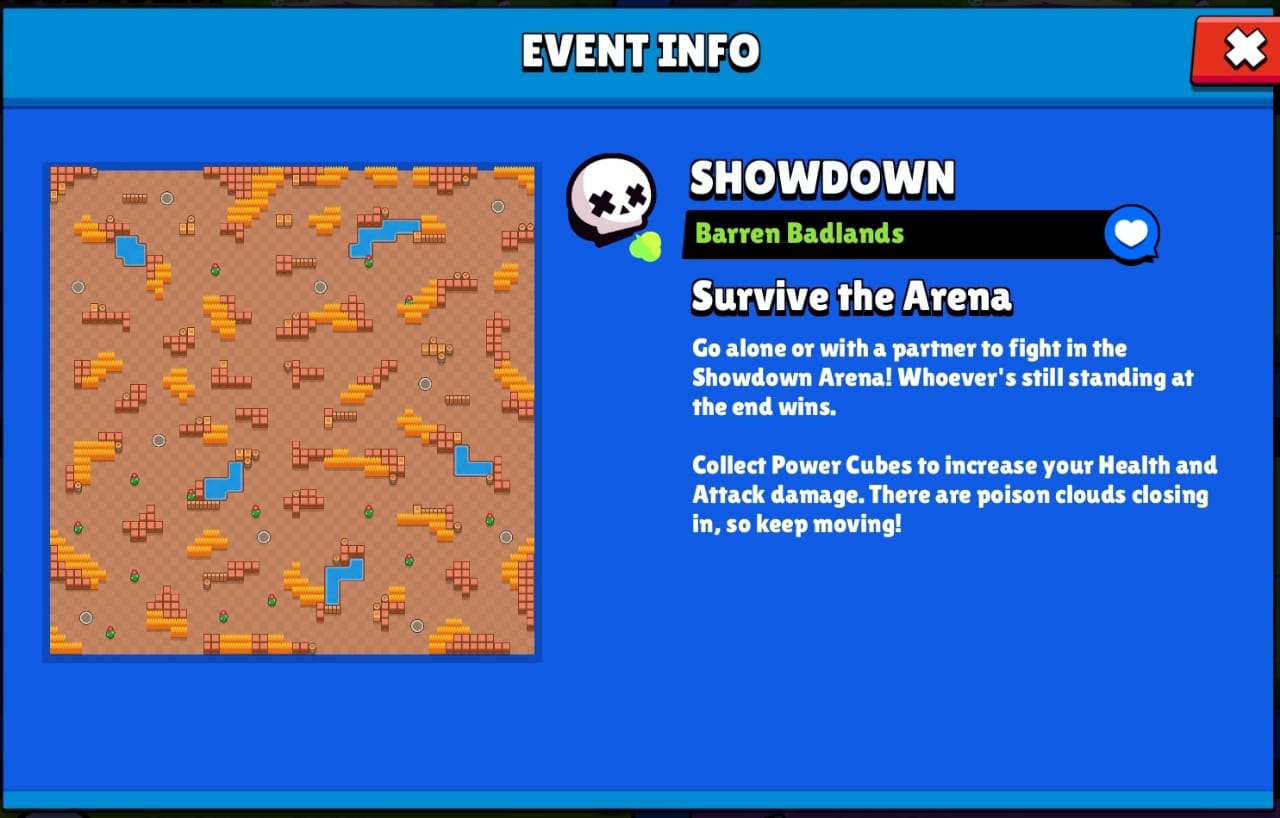 EVENT INFO
SHOWDOWN
Barren Badlands
Survive the Arena
Go alone or with a partner to fight in the
Showdown Arena! Whoever's still standing at
the end wins.
Collect Power Cubes to increase your Health and
Attack damage. There are poison clouds closing
in, so keep moving!